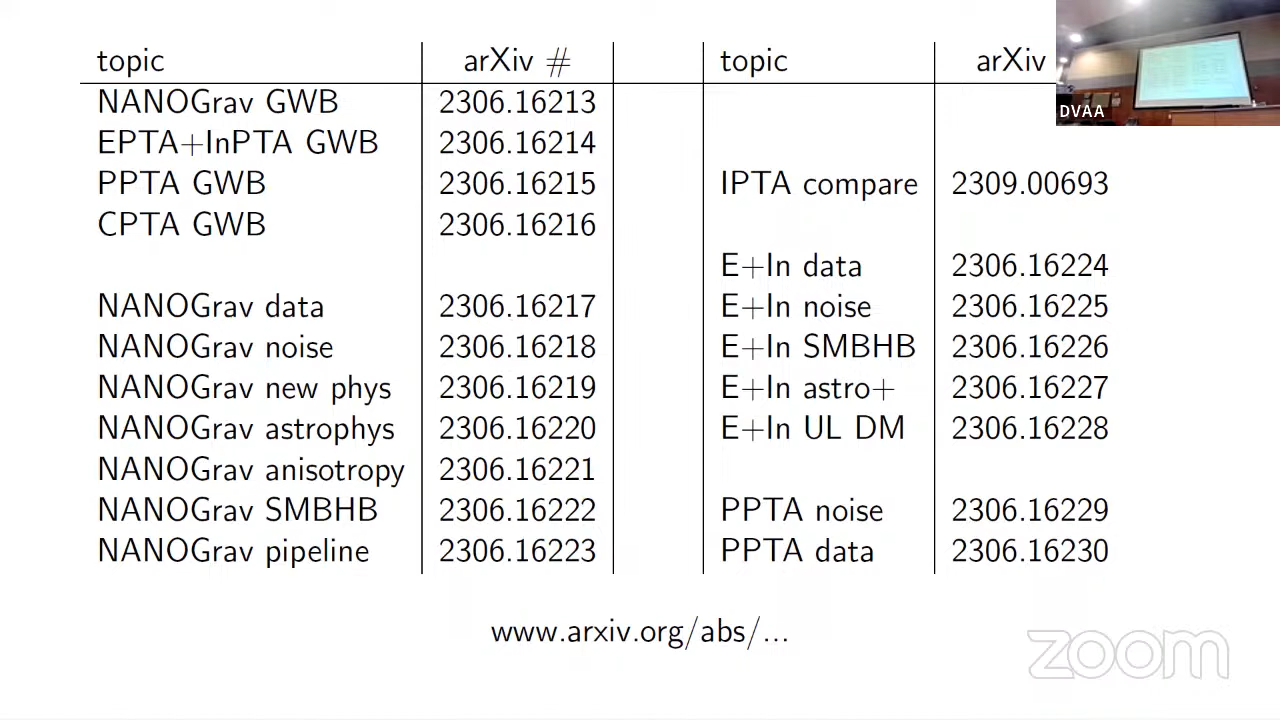 topic arXiv # topic arXiv
NANOGrav GWB 2306.16213
EPTA+InPTA GWB 2306.16214
PPTA GWB 2306.16215 IPTA compare 2309.00693
CPTA GWB 2306.16216
E+In data 2306.16224
NANOGrav data 2306.16217 E+In noise 2306.16225
NANOGrav noise 2306.16218 E+In SMBHB 2306.16226
NANOGrav new phys 2306.16219 E+In astro+ 2306.16227
NANOGrav astrophys 2306.16220 E+In UL DM 2306.16228
NANOGrav anisotropy 2306.16221
NANOGrav SMBHB 2306.16222 PPTA noise 2306.16229
NANOGrav pipeline 2306.16223 PPTA data 2306.16230
www.arxiv.org/abs/...
DVAA
zoom